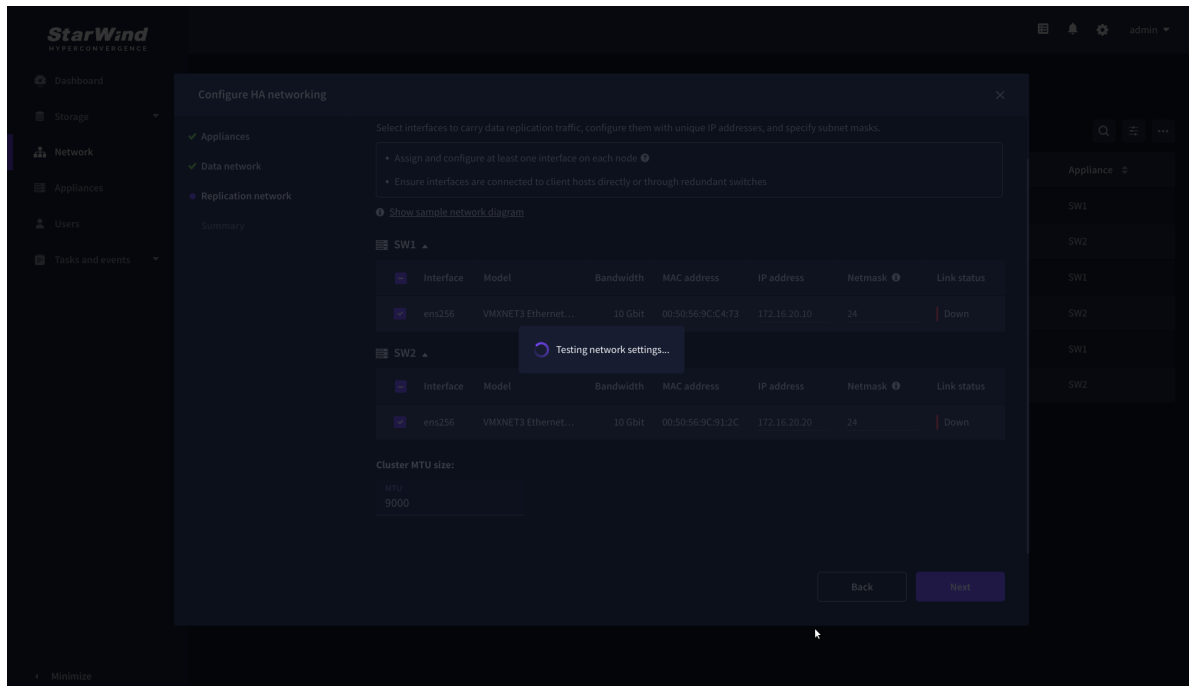 StarWind
HYPERCONVERGENCE
admin
Dashboard
Storage
Network
Appliances
Users
Tasks and events
Minimize
Configure HA networking
Appliances
Data network
Replication network
Summary
Select interfaces to carry data replication traffic, configure them with unique IP addresses, and specify subnet masks.
• Assign and configure at least one interface on each node
• Ensure interfaces are connected to client hosts directly or through redundant switches
Show sample network diagram
SW1
Interface Model Bandwidth MAC address IP address Netmask Link status
ens256 VMXNET3 Ethernet... 10 Gbit 00:50:56:9C:C4:73 172.16.20.10 24 Down
Testing network settings...
SW2
Interface Model Bandwidth MAC address IP address Netmask Link status
ens256 VMXNET3 Ethernet... 10 Gbit 00:50:56:9C:91:2C 172.16.20.20 24 Down
Cluster MTU size:
MTU
9000
Back Next
Appliance
SW1
SW2
SW1
SW2
SW1
SW2